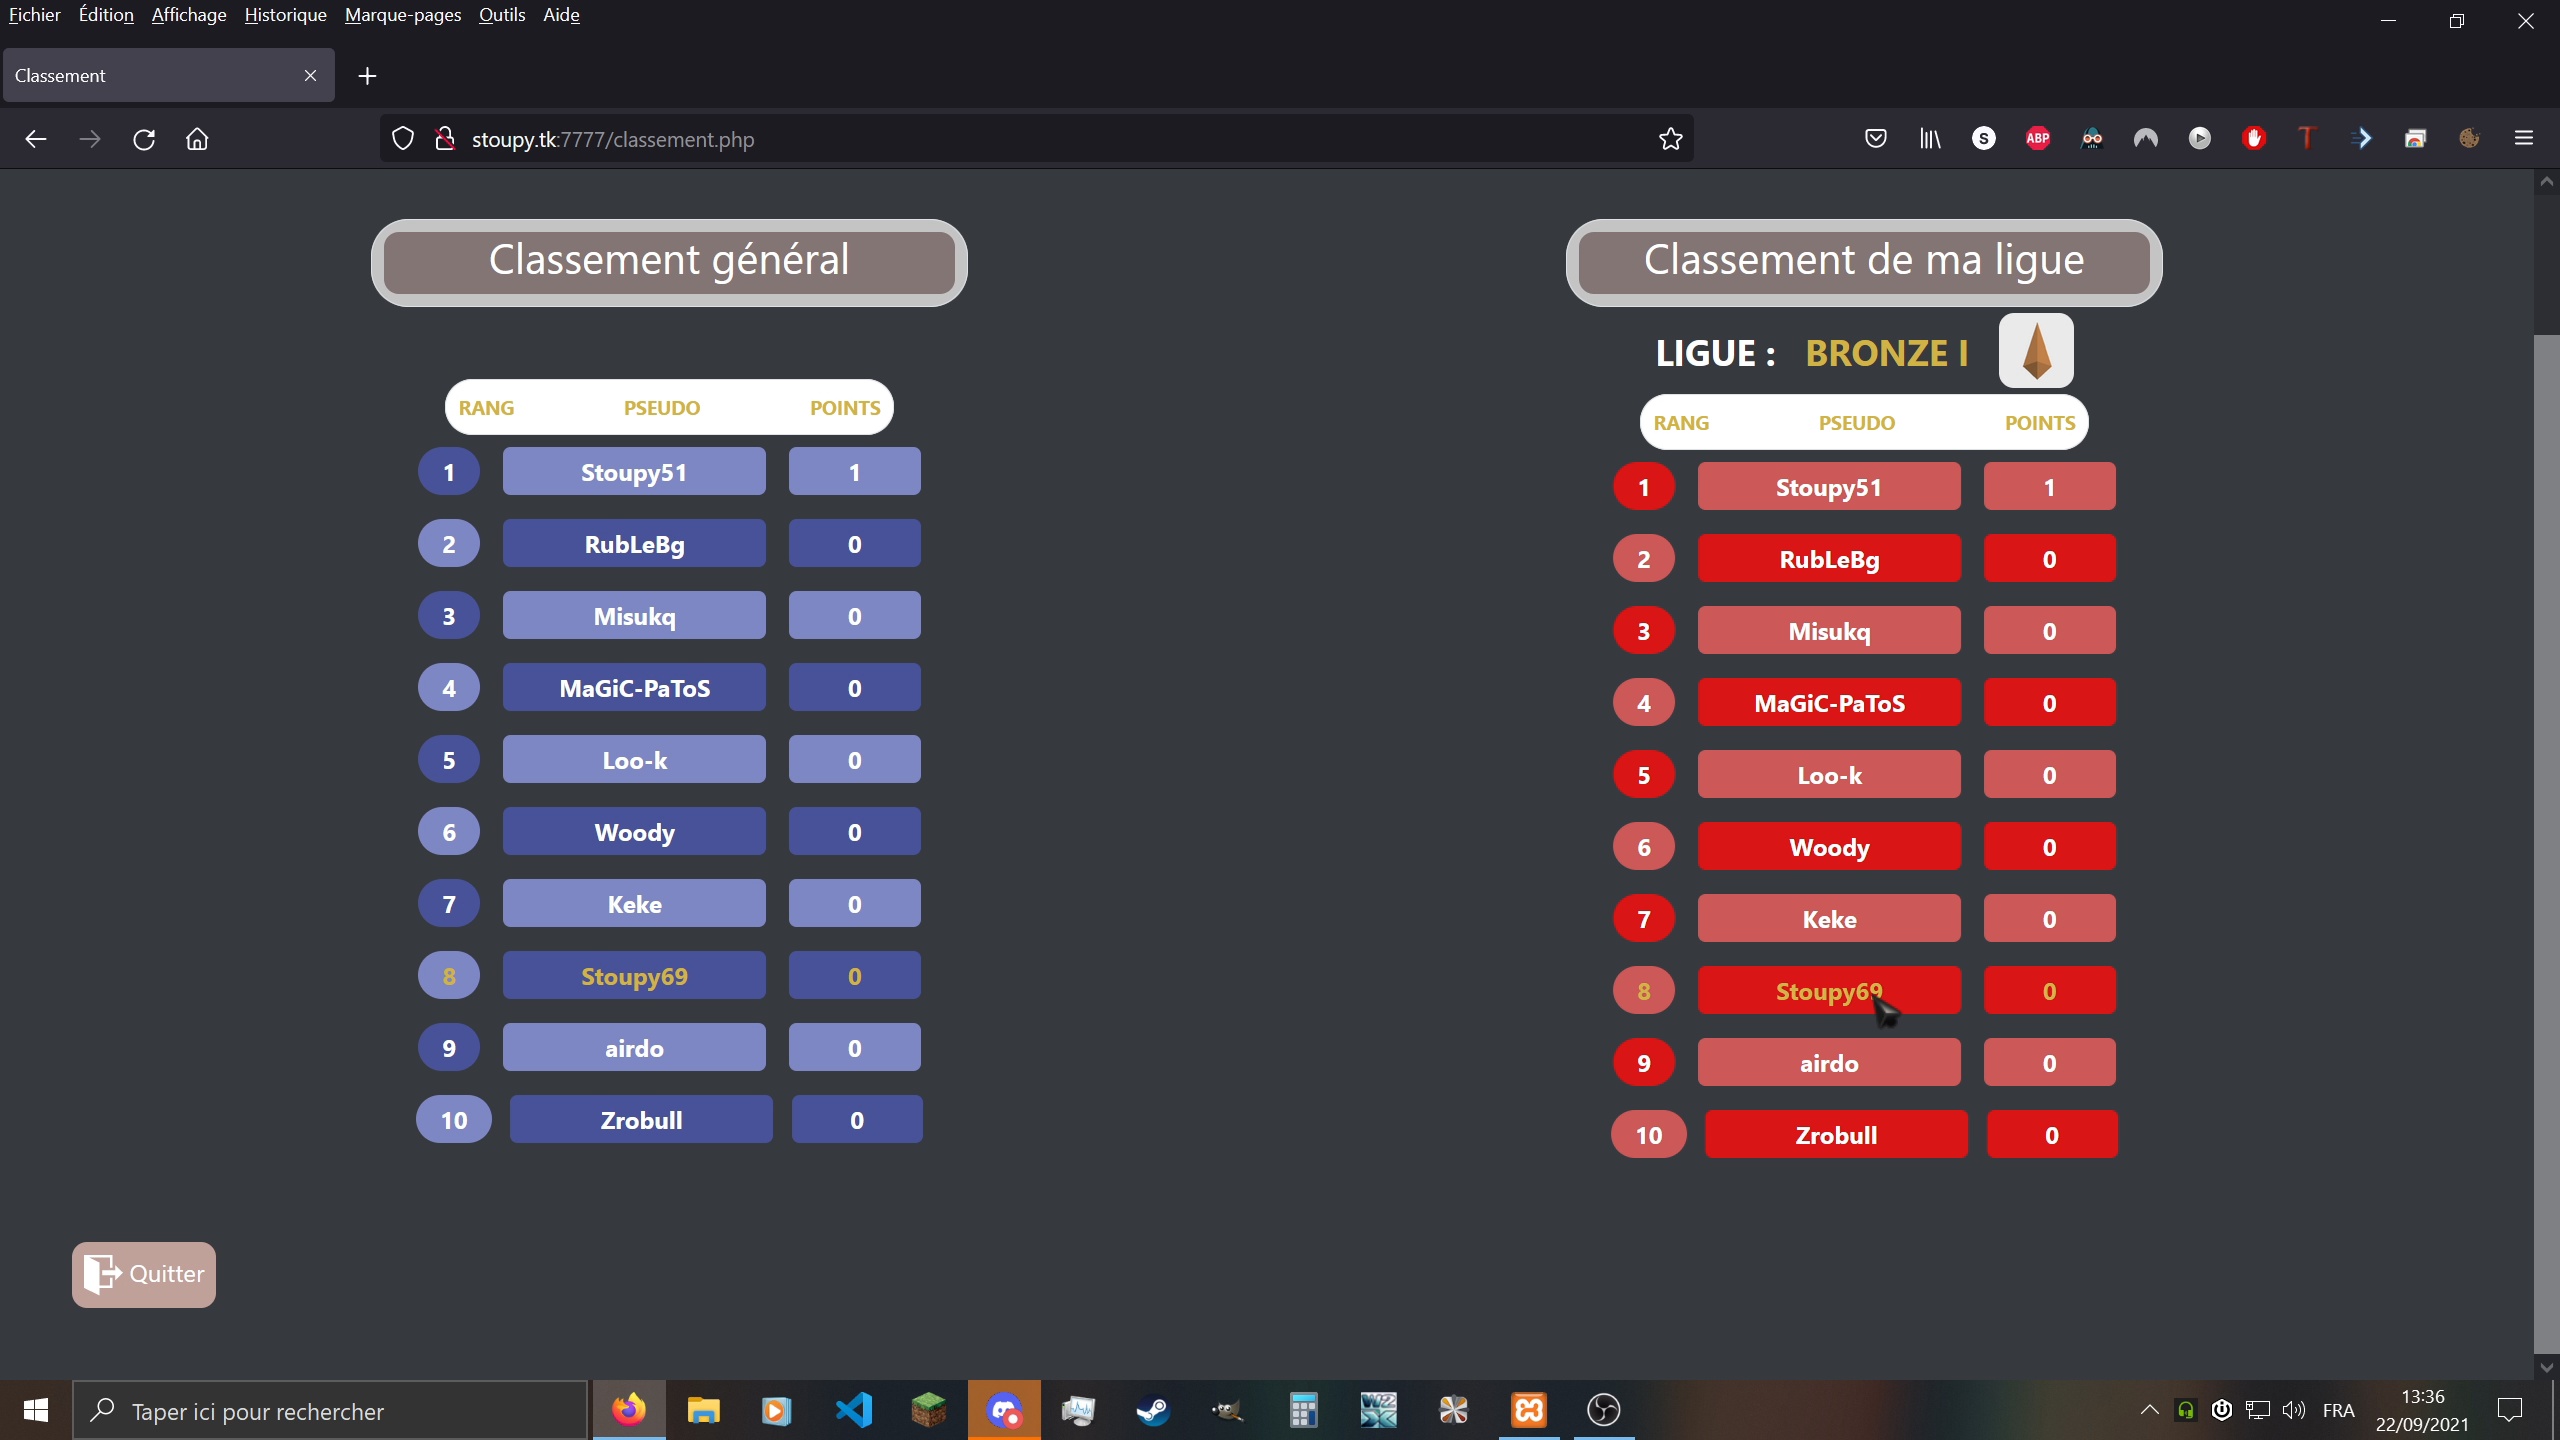 Fichier Édition Affichage Historique Marque-pages Outils Aide
Classement
stoupy.tk:7777/classement.php
S
ABP
T
Classement général
RANG PSEUDO POINTS
1 Stoupy51 1
2 RubLeBg 0
3 Misukq 0
4 MaGiC-PaToS 0
5 Loo-k 0
6 Woody 0
7 Keke 0
8 Stoupy69 0
9 airdo 0
10 Zrobull 0
Classement de ma ligue
LIGUE : BRONZE I
RANG PSEUDO POINTS
1 Stoupy51 1
2 RubLeBg 0
3 Misukq 0
4 MaGiC-PaToS 0
5 Loo-k 0
6 Woody 0
7 Keke 0
8 Stoupy69 0
9 airdo 0
10 Zrobull 0
Quitter
Taper ici pour rechercher
FRA
13:36
22/09/2021